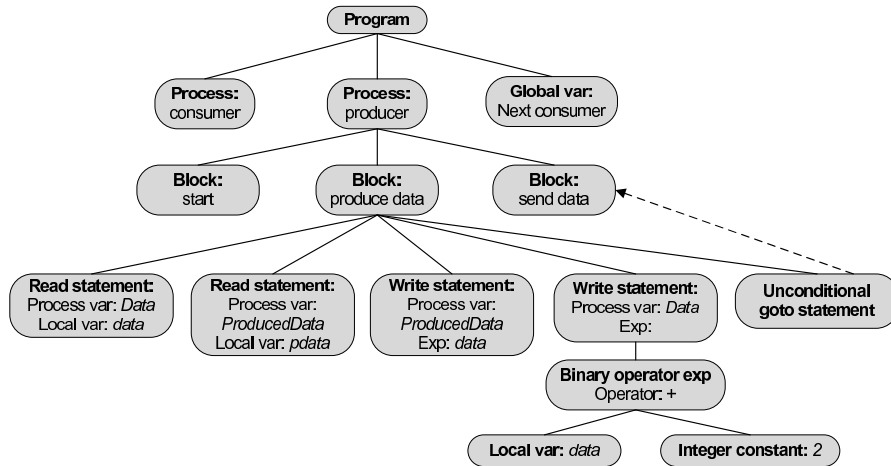 Program
Process:
consumer
Process:
producer
Global var:
Next consumer
Block:
start
Block:
produce data
Block:
send data
Read statement:
Process var: Data
Local var: data
Read statement:
Process var:
ProducedData
Local var: pdata
Write statement:
Process var:
ProducedData
Exp: data
Write statement:
Process var: Data
Exp:
Unconditional
goto statement
Binary operator exp
Operator: +
Local var: data
Integer constant: 2